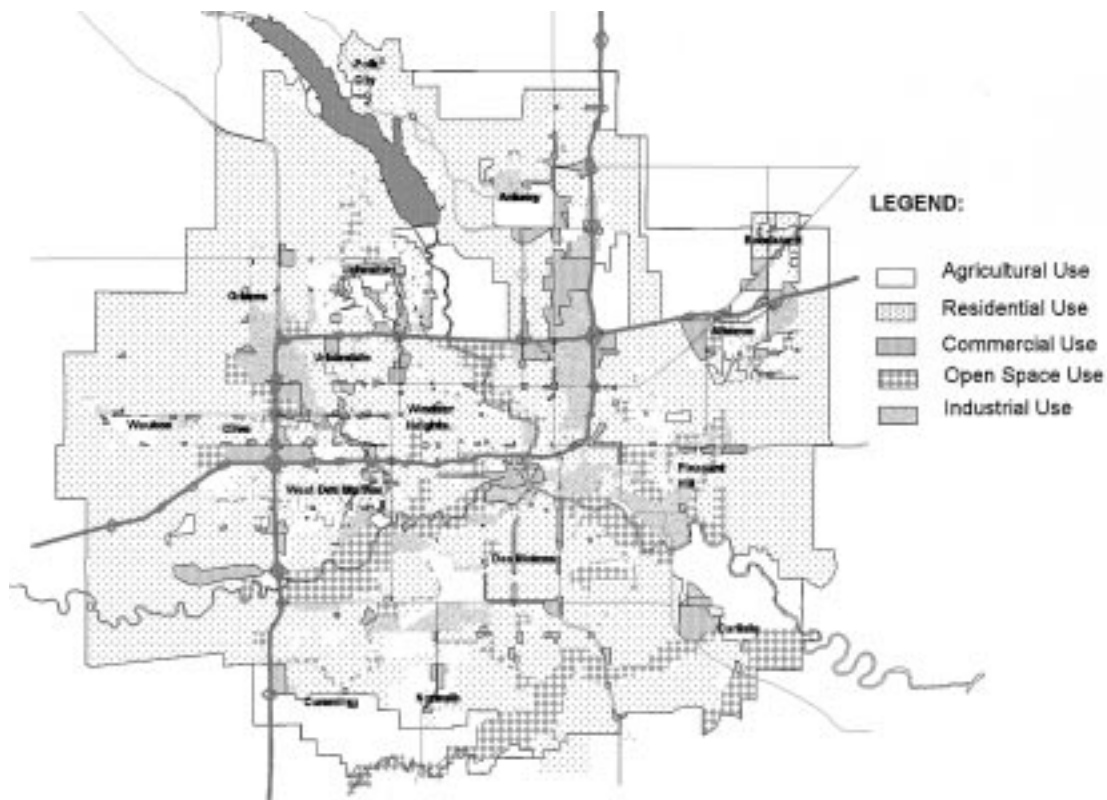 Polk
City
Ankeny
Bondurant
LEGEND:
Agricultural Use
Residential Use
Commercial Use
Open Space Use
Industrial Use
Johnston
Grimes
Altoona
Urbandale
Windsor
Heights
Waukee
Clive
Pleasant
Hill
West Des Moines
Des Moines
Carlisle
Cumming
Norwalk